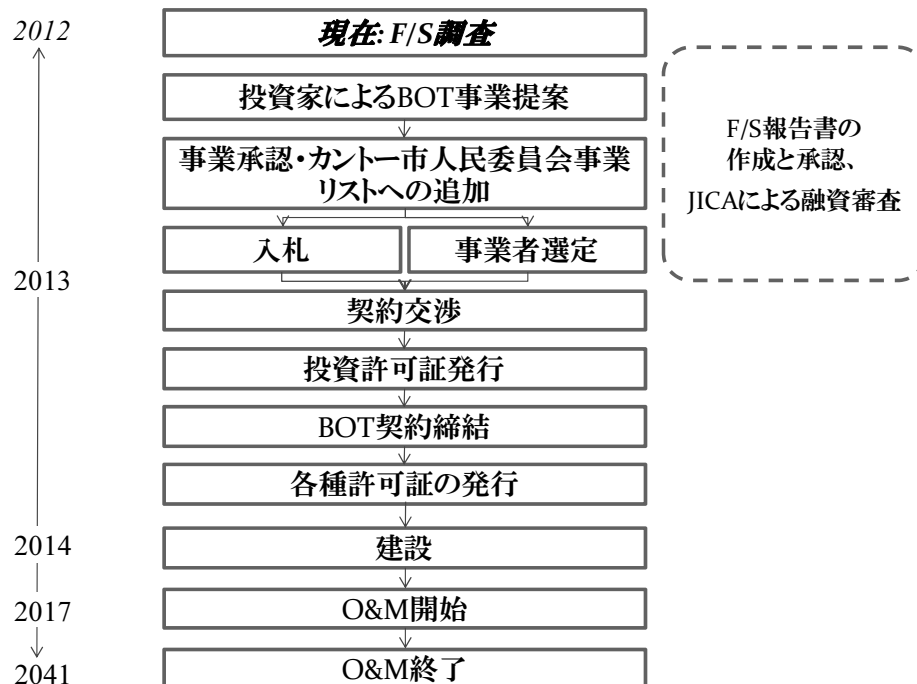 2012
現在: F/S調査
投資家によるBOT事業提案
事業承認・カントー市人民委員会事業
リストへの追加
入札
事業者選定
2013
契約交渉
投資許可証発行
BOT契約締結
各種許可証の発行
2014
建設
2017
O&M開始
2041
O&M終了
F/S報告書の
作成と承認、
JICAによる融資審査